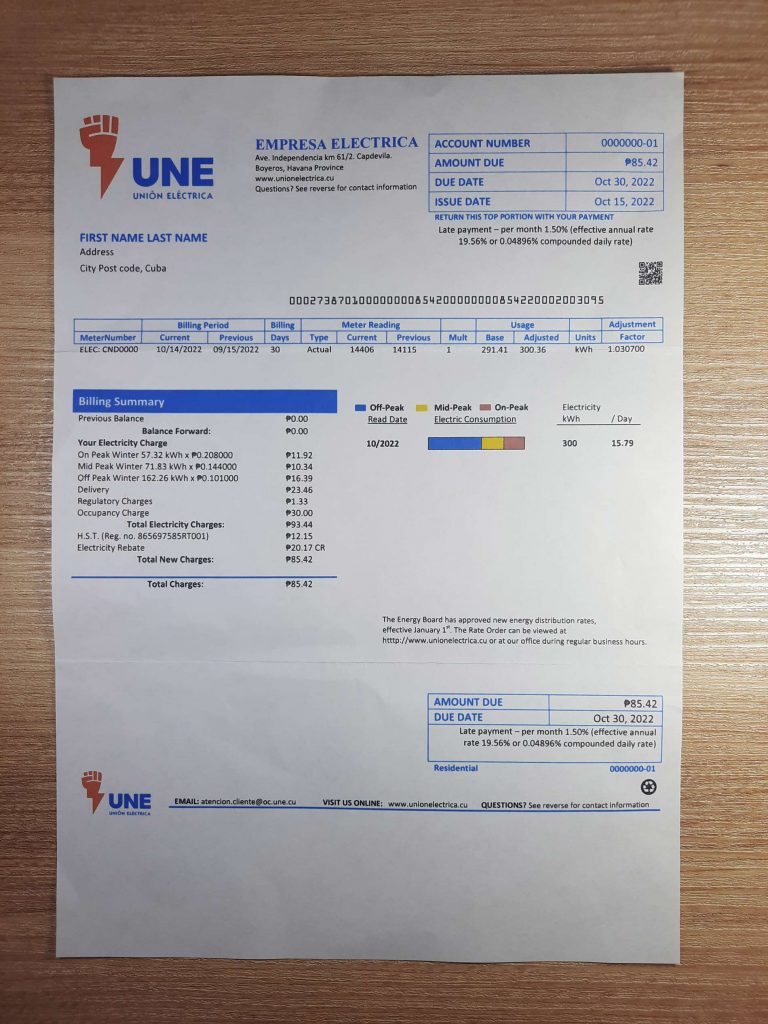 UNE
UNIÓN ELÉCTRICA
EMPRESA ELECTRICA
Ave. Independencia km 61/2. Capdevila.
Boyeros, Havana Province
www.unionelectrica.cu
Questions? See reverse for contact information
ACCOUNT NUMBER 0000000-01
AMOUNT DUE ₱85.42
DUE DATE Oct 30, 2022
ISSUE DATE Oct 15, 2022
RETURN THIS TOP PORTION WITH YOUR PAYMENT
Late payment – per month 1.50% (effective annual rate
19.56% or 0.04896% compounded daily rate)
FIRST NAME LAST NAME
Address
City Post code, Cuba
00027387010000000008542000000000854220002003095
Billing Period Billing Meter Reading Usage Adjustment
MeterNumber Current Previous Days Type Current Previous Mult Base Adjusted Units Factor
ELEC: CND0000 10/14/2022 09/15/2022 30 Actual 14406 14115 1 291.41 300.36 kWh 1.030700
Billing Summary
Previous Balance ₱0.00
Balance Forward: ₱0.00
Your Electricity Charge
On Peak Winter 57.32 kWh x ₱0.208000 ₱11.92
Mid Peak Winter 71.83 kWh x ₱0.144000 ₱10.34
Off Peak Winter 162.26 kWh x ₱0.101000 ₱16.39
Delivery ₱23.46
Regulatory Charges ₱1.33
Occupancy Charge ₱30.00
Total Electricity Charges: ₱93.44
H.S.T. (Reg. no. 865697585RT001) ₱12.15
Electricity Rebate ₱20.17 CR
Total New Charges: ₱85.42
Total Charges: ₱85.42
Off-Peak Mid-Peak On-Peak Electricity
Read Date Electric Consumption kWh / Day
10/2022 300 15.79
The Energy Board has approved new energy distribution rates,
effective January 1st. The Rate Order can be viewed at
htttp://www.unionelectrica.cu or at our office during regular business hours.
AMOUNT DUE ₱85.42
DUE DATE Oct 30, 2022
Late payment – per month 1.50% (effective annual
rate 19.56% or 0.04896% compounded daily rate)
Residential 0000000-01
UNE
UNIÓN ELÉCTRICA
EMAIL: atencion.cliente@oc.une.cu VISIT US ONLINE: www.unionelectrica.cu QUESTIONS? See reverse for contact information